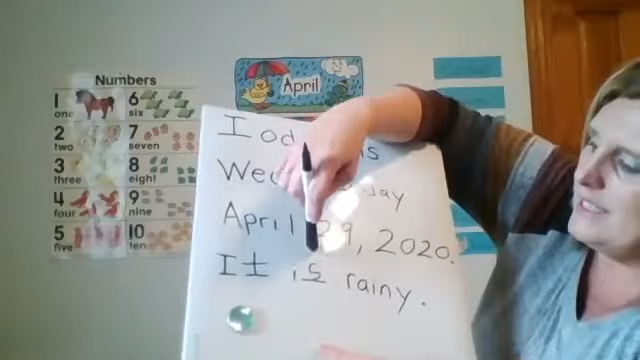 Numbers
1 one
2 two
3 three
4 four
5 five
6 six
7 seven
8 eight
9 nine
10 ten
April
April 29, 2020.
It is rainy.